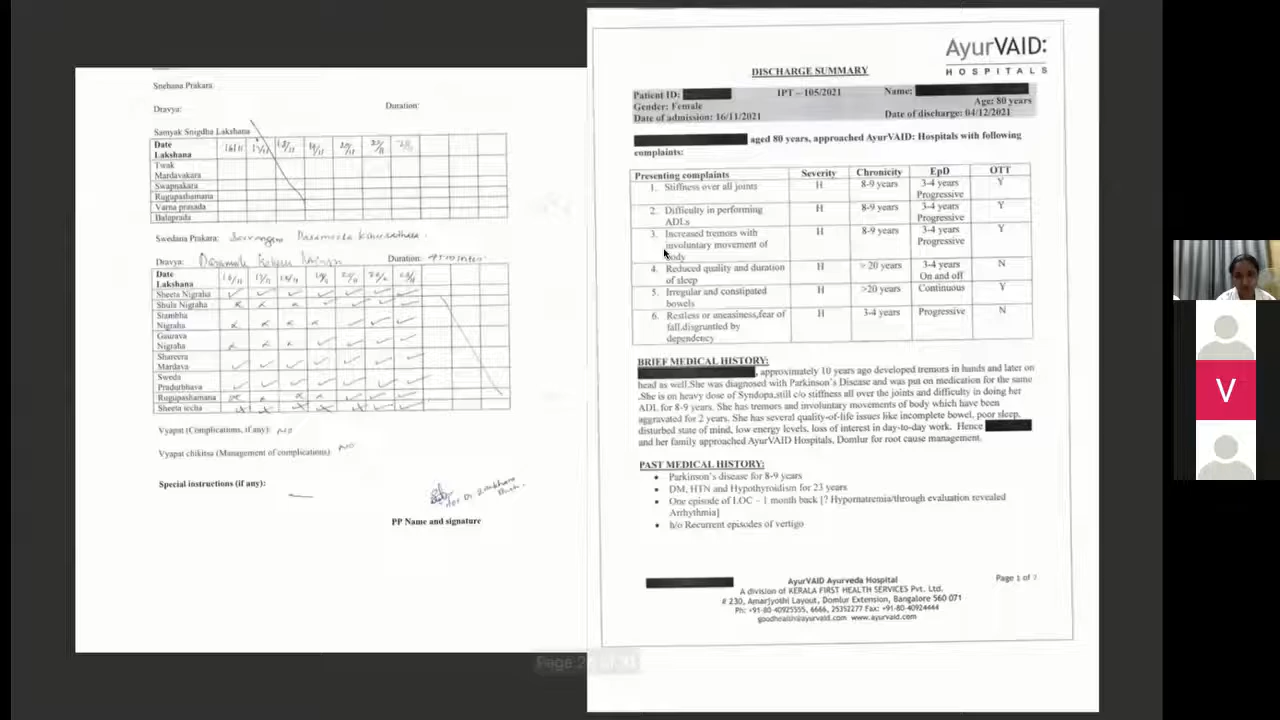 Snehana Prakara
Dravya:
Duration:
Samyak Snigdha Lakshana
Date
Lakshana
Twak
Mardavakara
Swapnakara
Rugupashamana
Varna prasada
Balaprada
Swedana Prakara:
Dravya:
Duration:
Date
Lakshana
Sheeta Nigraha
Shula Nigraha
Stambha
Nigraha
Gaurava
Nigraha
Shareera
Mardava
Sweda
Pradurbhava
Rugupashamana
Sheeta iccha
Vyapat (Complications, if any): NO
Vyapat chikitsa (Management of complications) NO
Special instructions (if any):
PP Name and signature
AyurVAID:
HOSPITALS
DISCHARGE SUMMARY
Patient ID: IPT – 105/2021 Name:
Gender: Female Age: 80 years
Date of admission: 16/11/2021 Date of discharge: 04/12/2021
aged 80 years, approached AyurVAID: Hospitals with following
complaints:
Presenting complaints Severity Chronicity EpD OTT
1. Stiffness over all joints H 8-9 years 3-4 years Y
Progressive
2. Difficulty in performing H 8-9 years 3-4 years Y
ADLs Progressive
3. Increased tremors with H 8-9 years 3-4 years Y
involuntary movement of Progressive
body
4. Reduced quality and duration H > 20 years 3-4 years N
of sleep On and off
5. Irregular and constipated H >20 years Continuous Y
bowels
6. Restless or uneasiness,fear of H 3-4 years Progressive N
fall,disgruntled by
dependency
BRIEF MEDICAL HISTORY:
, approximately 10 years ago developed tremors in hands and later on
head as well.She was diagnosed with Parkinson's Disease and was put on medication for the same
.She is on heavy dose of Syndopa,still c/o stiffness all over the joints and difficulty in doing her
ADL for 8-9 years. She has tremors and involuntary movements of body which have been
aggravated for 2 years. She has several quality-of-life issues like incomplete bowel, poor sleep,
disturbed state of mind, low energy levels, loss of interest in day-to-day work. Hence
and her family approached AyurVAID Hospitals, Domlur for root cause management.
PAST MEDICAL HISTORY:
• Parkinson's disease for 8-9 years
• DM, HTN and Hypothyroidism for 23 years
• One episode of LOC – 1 month back [? Hyponatremia/through evaluation revealed
Arrhythmia]
• h/o Recurrent episodes of vertigo
AyurVAID Ayurveda Hospital
A division of KERALA FIRST HEALTH SERVICES Pvt. Ltd.
# 230, Amarjyothi Layout, Domlur Extension, Bangalore 560 071
Ph: +91-80-40925555, 6666, 25352277 Fax: +91-80-40924444
goodhealth@ayurvaid.com www.ayurvaid.com
Page 1 of 7
V